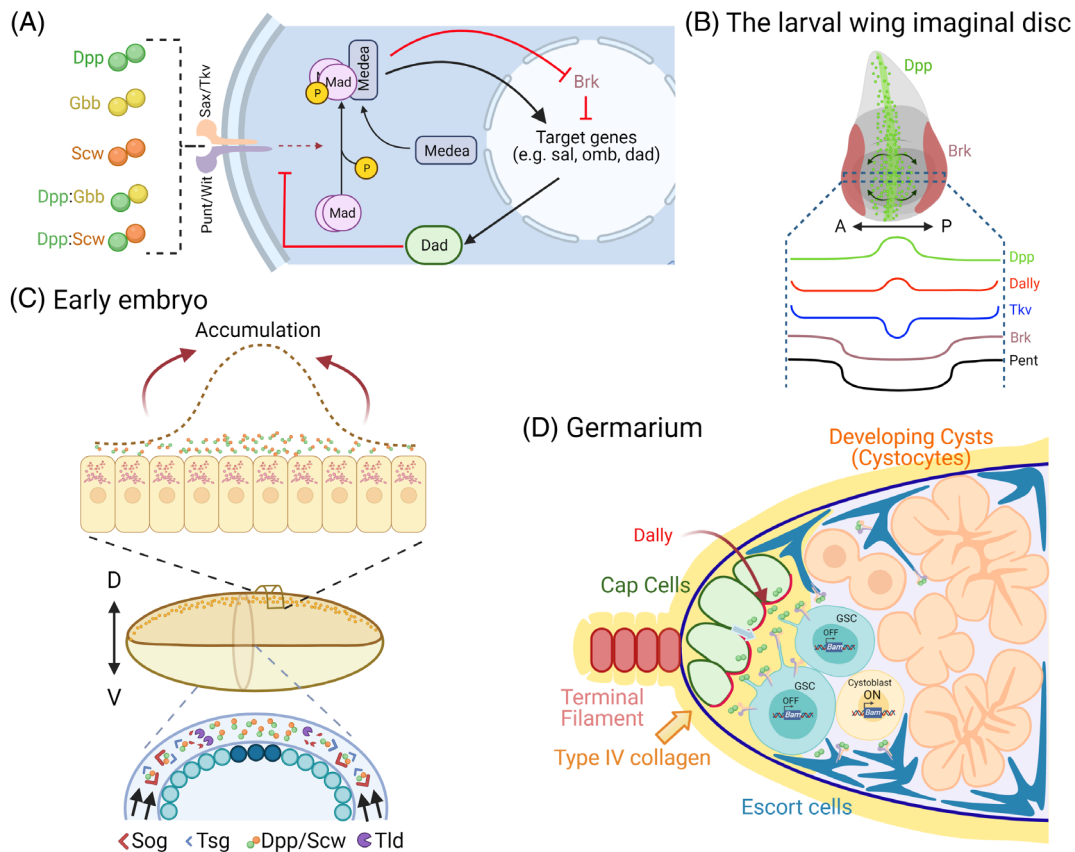 (A)
Dpp
Gbb
Scw
Dpp:Gbb
Dpp:Scw
Sax/Tkv
Punt/Wit
Mad
P
Medea
Medea
P
Mad
Dad
Brk
Target genes
(e.g. sal, omb, dad)
(B) The larval wing imaginal disc
Dpp
Brk
A
P
Dpp
Dally
Tkv
Brk
Pent
(C) Early embryo
Accumulation
D
V
Sog
Tsg
Dpp/Scw
Tld
(D) Germarium
Developing Cysts
(Cystocytes)
Dally
Cap Cells
GSC
OFF
Bam
GSC
OFF
Bam
Cystoblast
ON
Bam
Terminal
Filament
Type IV collagen
Escort cells